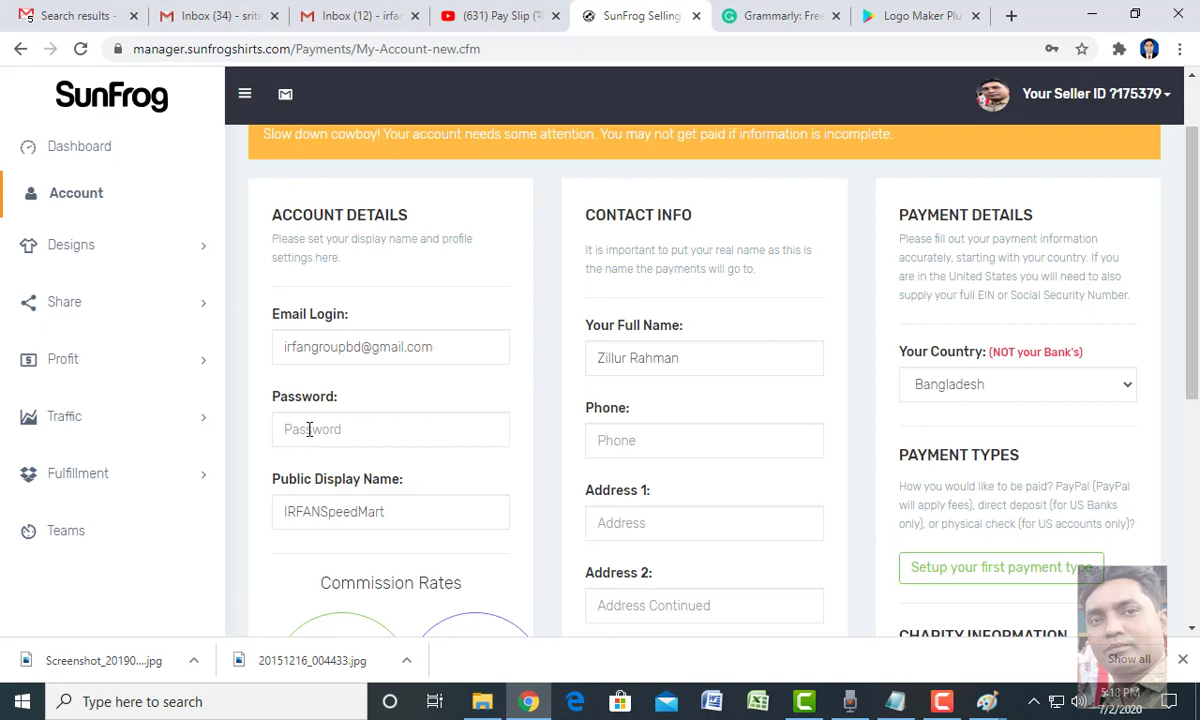 Search results -
Inbox (34) - sriti
Inbox (12) - irfan
(631) Pay Slip
SunFrog Selling
Grammarly: Free
Logo Maker Plu
manager.sunfrogshirts.com/Payments/My-Account-new.cfm
SunFrog
Your Seller ID ?175379
Slow down cowboy! Your account needs some attention. You may not get paid if information is incomplete.
Dashboard
Account
Designs
Share
Profit
Traffic
Fulfillment
Teams
ACCOUNT DETAILS
Please set your display name and profile
settings here.
Email Login:
irfangroupbd@gmail.com
Password:
Password
Public Display Name:
IRFANSpeedMart
Commission Rates
CONTACT INFO
It is important to put your real name as this is
the name the payments will go to.
Your Full Name:
Zillur Rahman
Phone:
Phone
Address 1:
Address
Address 2:
Address Continued
PAYMENT DETAILS
Please fill out your payment information
accurately, starting with your country. If you
are in the United States you will need to also
supply your full EIN or Social Security Number.
Your Country: (NOT your Bank's)
Bangladesh
PAYMENT TYPES
How you would like to be paid? PayPal (PayPal
will apply fees), direct deposit (for US Banks
only), or physical check (for US accounts only)?
Setup your first payment type
CHARITY INFORMATION
Screenshot_20190....jpg
20151216_004433.jpg
Show all
Type here to search
5:18 PM
7/2/2020